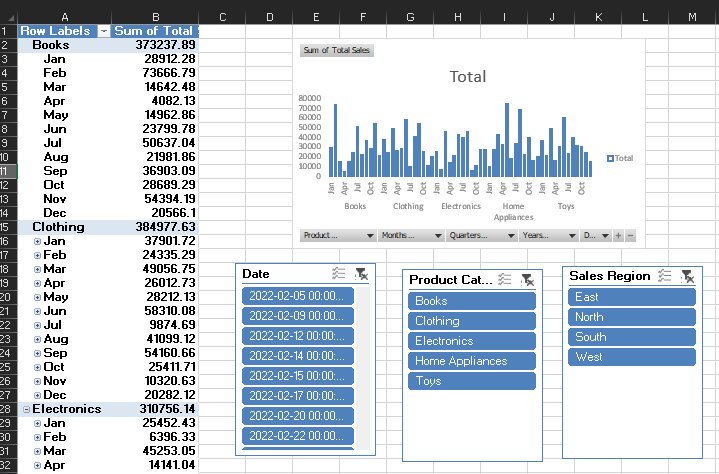 A B C D E F G H I J K L M
1 Row Labels Sum of Total
2 Books 373237.89
3 Jan 28912.28
4 Feb 73666.79
5 Mar 14642.48
6 Apr 4082.13
7 May 14962.86
8 Jun 23799.78
9 Jul 50637.04
10 Aug 21981.86
11 Sep 36903.09
12 Oct 28689.29
13 Nov 54394.19
14 Dec 20566.1
15 Clothing 384977.63
16 Jan 37901.72
17 Feb 24335.29
18 Mar 49056.75
19 Apr 26012.73
20 May 28212.13
21 Jun 58310.08
22 Jul 9874.69
23 Aug 41099.12
24 Sep 54160.66
25 Oct 25411.71
26 Nov 10320.63
27 Dec 20282.12
28 Electronics 310756.14
29 Jan 25452.43
30 Feb 6396.33
31 Mar 45253.05
32 Apr 14141.04
Sum of Total Sales
Total
80000
70000
60000
50000
40000
30000
20000
10000
0
Jan Apr Jul Oct Jan Apr Jul Oct Jan Apr Jul Oct Jan Apr Jul Oct Jan Apr Jul Oct
Books Clothing Electronics Home Toys
Appliances
Total
Product... Months... Quarters... Years... D... + −
Date
2022-02-05 00:00...
2022-02-09 00:00...
2022-02-12 00:00...
2022-02-14 00:00...
2022-02-15 00:00...
2022-02-17 00:00...
2022-02-20 00:00...
2022-02-22 00:00...
Product Cat...
Books
Clothing
Electronics
Home Appliances
Toys
Sales Region
East
North
South
West